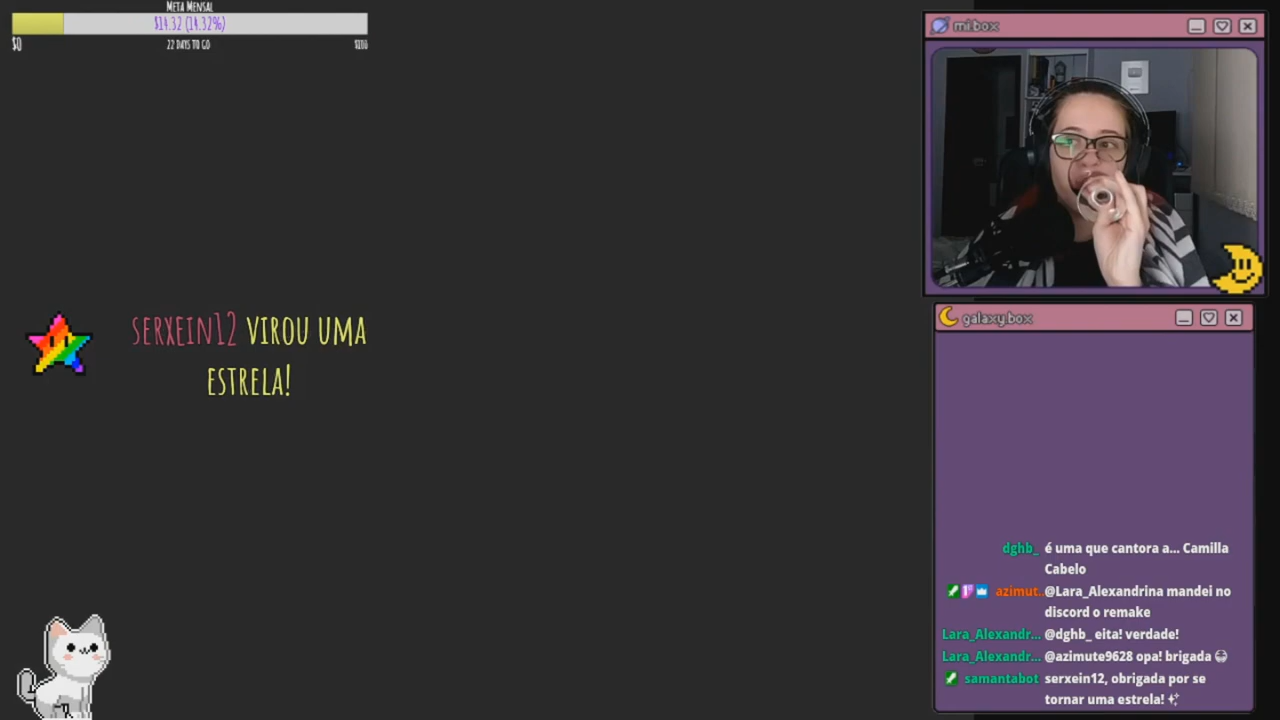 META MENSAL
$14.32 (14.32%)
$0
22 DAYS TO GO
$100
mi.box
SERXEIN12 VIROU UMA
ESTRELA!
galaxy.box
dghb_ é uma que cantora a... Camilla
Cabelo
azimut.. @Lara_Alexandrina mandei no
discord o remake
Lara_Alexandr... @dghb_ eita! verdade!
Lara_Alexandr... @azimute9628 opa! brigada
samantabot serxein12, obrigada por se
tornar uma estrela!